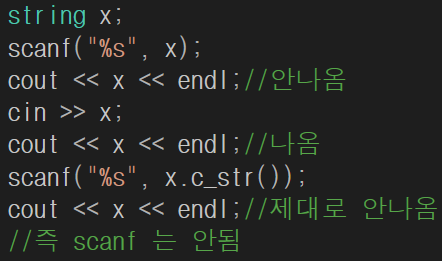 string x;
scanf("%s", x);
cout << x << endl;//안나옴
cin >> x;
cout << x << endl;//나옴
scanf("%s", x.c_str());
cout << x << endl;//제대로 안나옴
//즉 scanf 는 안됨